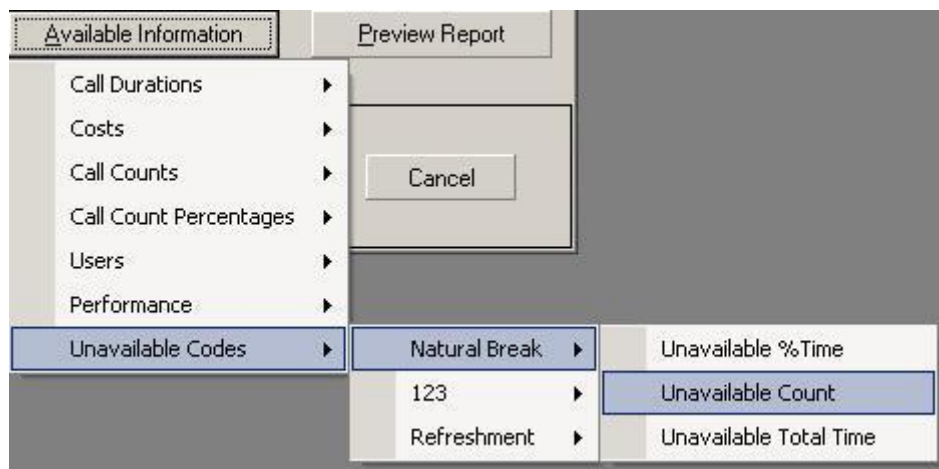 Available Information
Preview Report
Call Durations
Costs
Call Counts
Cancel
Call Count Percentages
Users
Performance
Unavailable Codes
Natural Break
Unavailable %Time
123
Unavailable Count
Refreshment
Unavailable Total Time